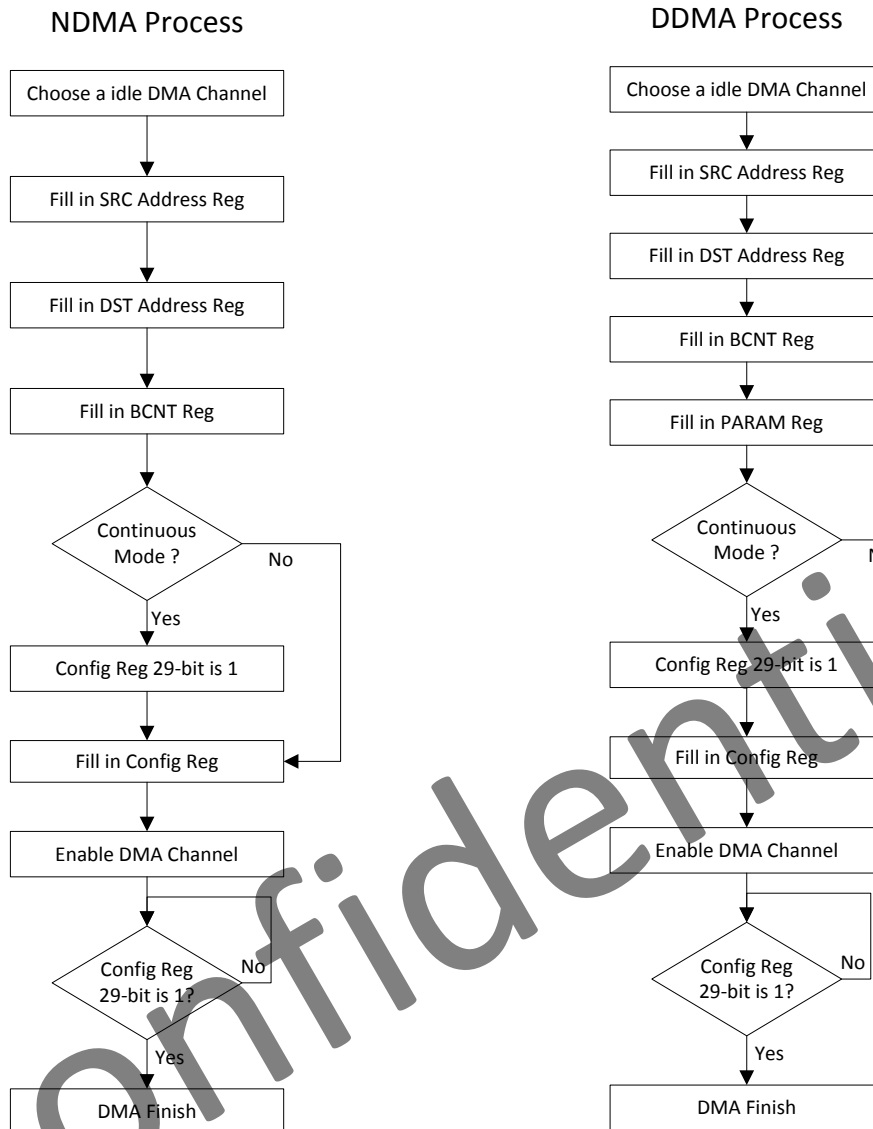 NDMA Process
Choose a idle DMA Channel
Fill in SRC Address Reg
Fill in DST Address Reg
Fill in BCNT Reg
Continuous
Mode ?
No
Yes
Config Reg 29-bit is 1
Fill in Config Reg
Enable DMA Channel
Config Reg
29-bit is 1?
No
Yes
DMA Finish
DDMA Process
Choose a idle DMA Channel
Fill in SRC Address Reg
Fill in DST Address Reg
Fill in BCNT Reg
Fill in PARAM Reg
Continuous
Mode ?
Yes
Config Reg 29-bit is 1
Fill in Config Reg
Enable DMA Channel
Config Reg
29-bit is 1?
No
Yes
DMA Finish
onfidenti